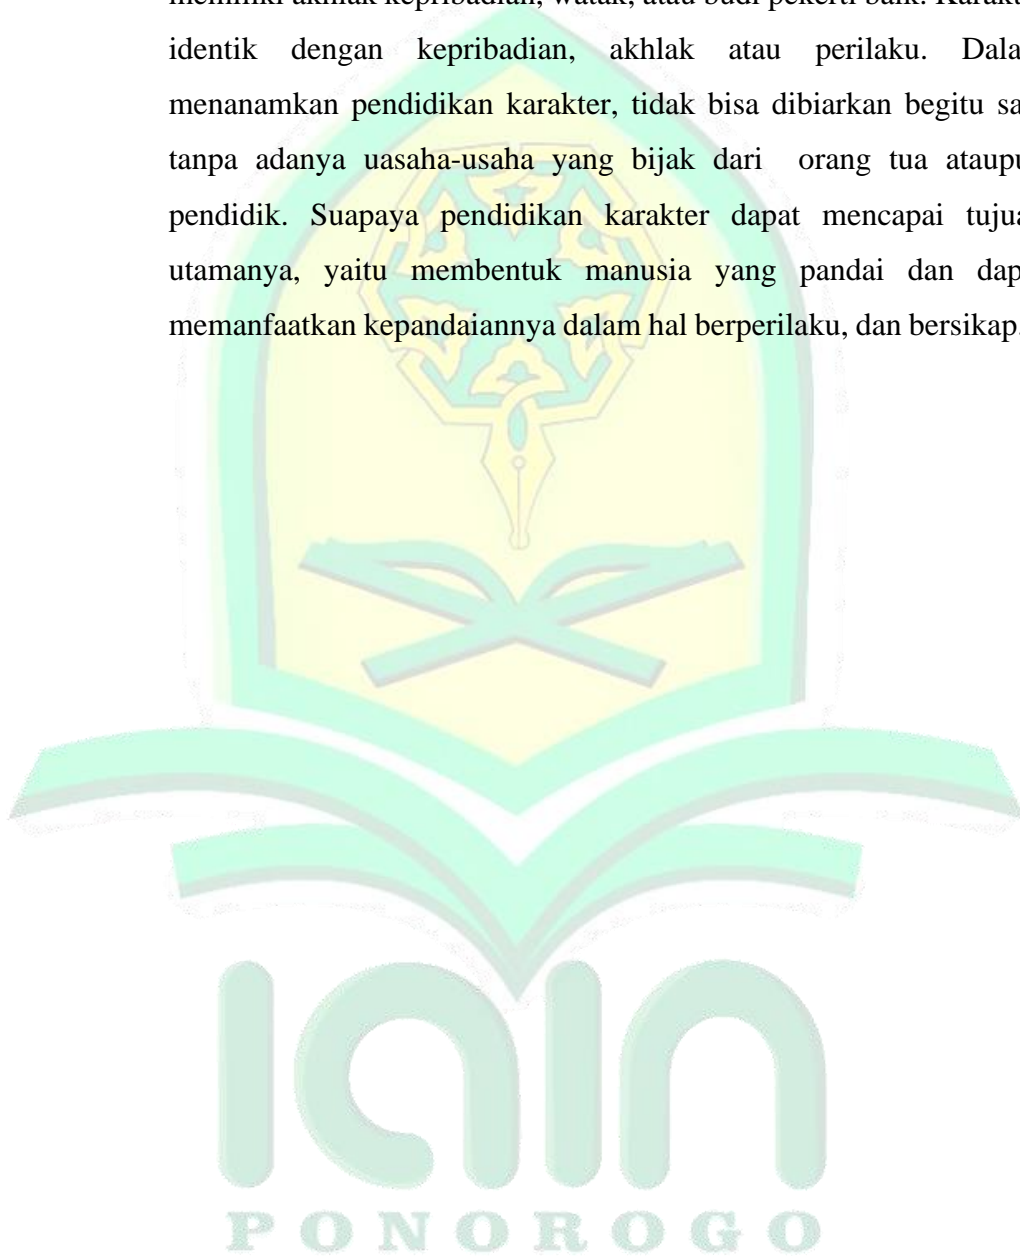 memiliki akhlak kepribadian, watak, atau budi pekerti baik. Karakt
identik dengan kepribadian, akhlak atau perilaku. Dala
menanamkan pendidikan karakter, tidak bisa dibiarkan begitu sa
tanpa adanya uasaha-usaha yang bijak dari orang tua ataupu
pendidik. Suapaya pendidikan karakter dapat mencapai tujua
utamanya, yaitu membentuk manusia yang pandai dan dap
memanfaatkan kepandaiannya dalam hal berperilaku, dan bersikap.
iain
PONOROGO